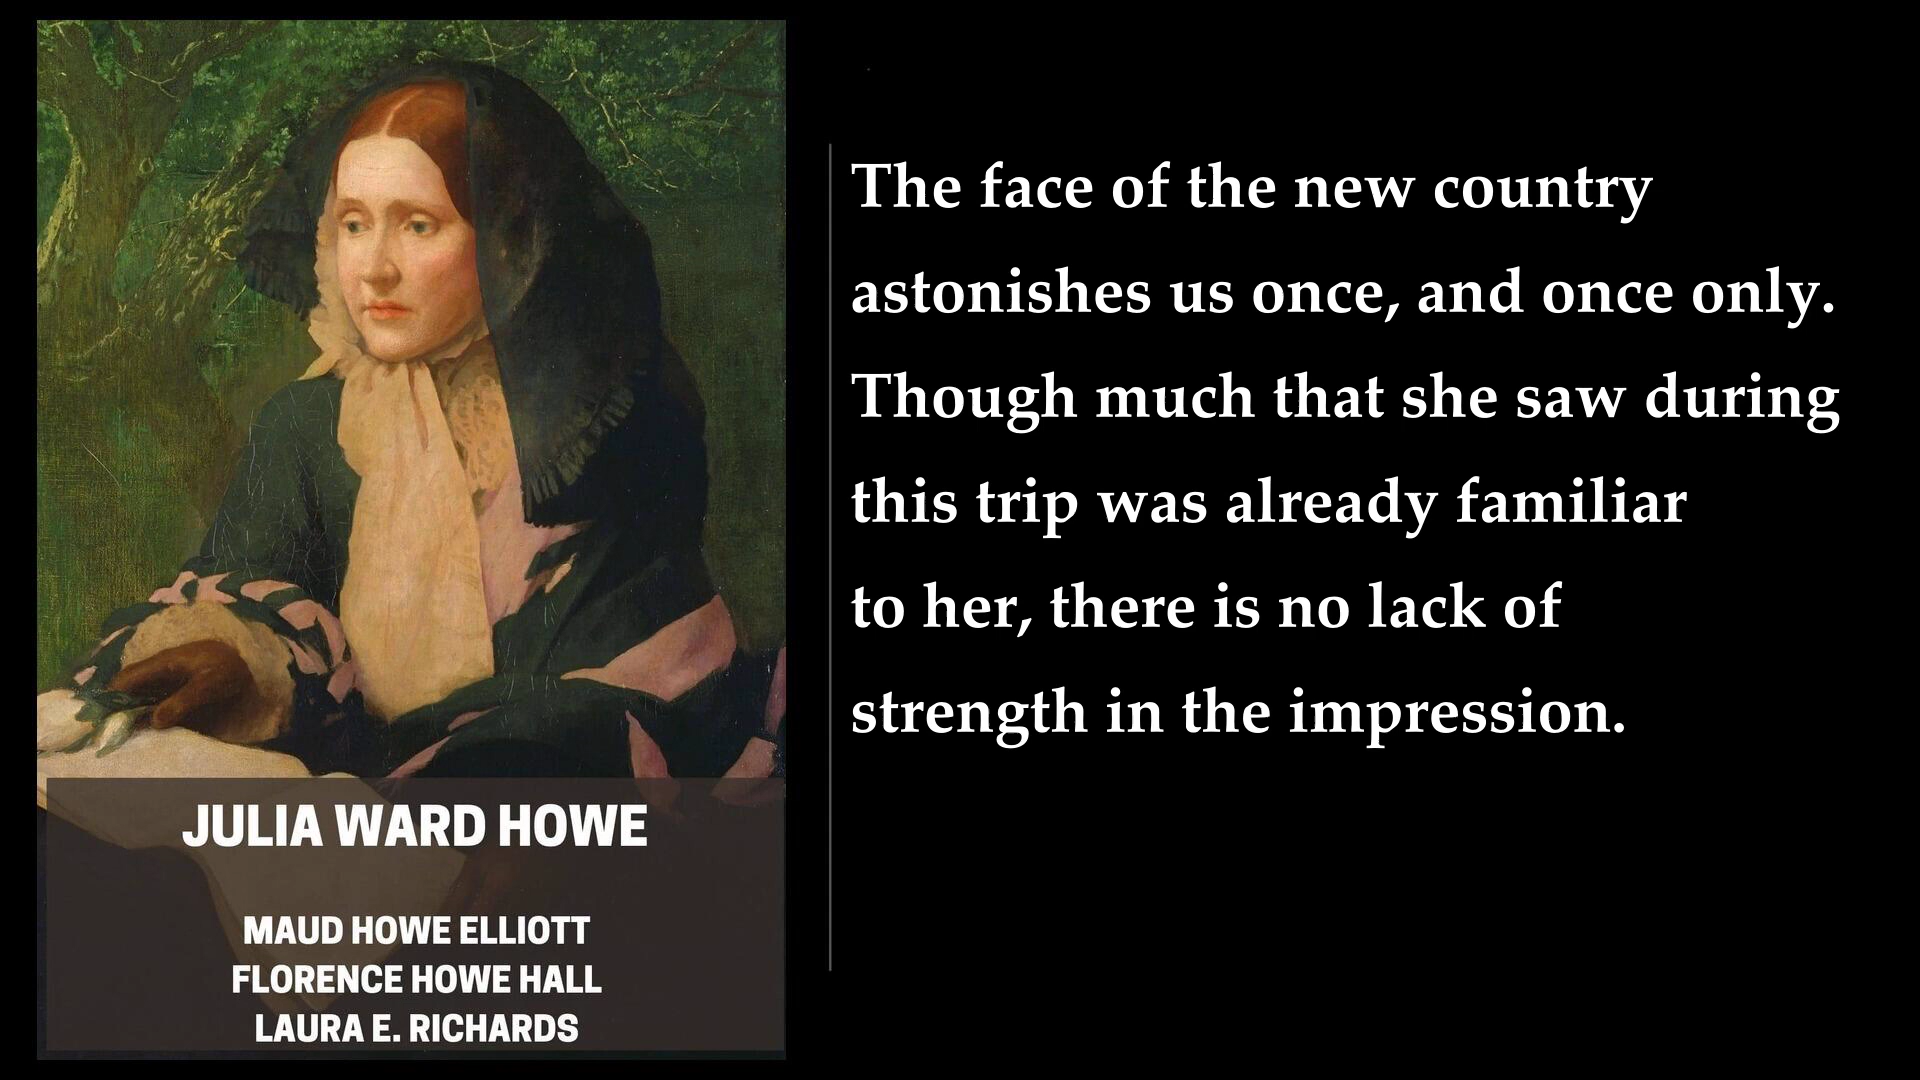 JULIA WARD HOWE
MAUD HOWE ELLIOTT
FLORENCE HOWE HALL
LAURA E. RICHARDS
The face of the new country
astonishes us once, and once only.
Though much that she saw during
this trip was already familiar
to her, there is no lack of
strength in the impression.